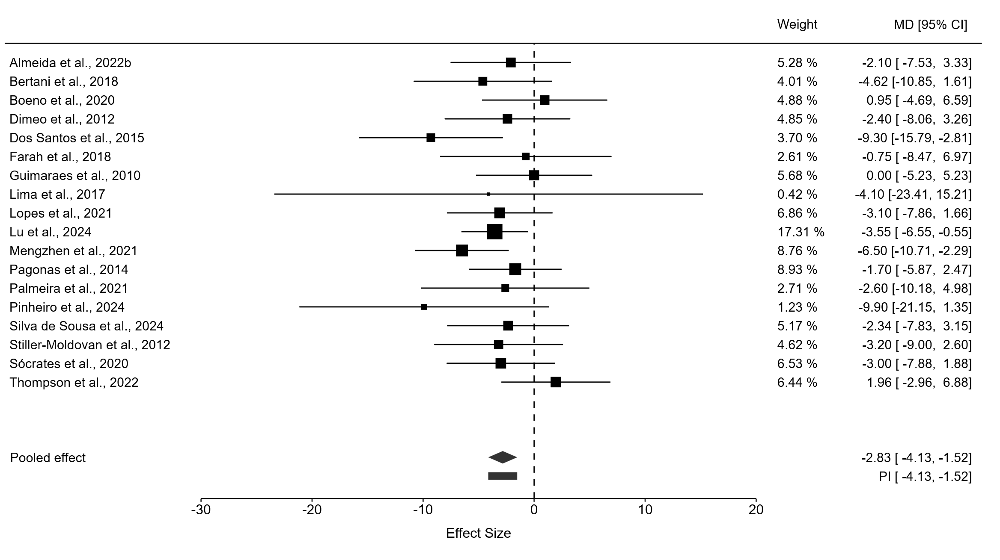 Weight MD [95% CI]
Almeida et al., 2022b 5.28 % -2.10 [ -7.53, 3.33]
Bertani et al., 2018 4.01 % -4.62 [-10.85, 1.61]
Boeno et al., 2020 4.88 % 0.95 [ -4.69, 6.59]
Dimeo et al., 2012 4.85 % -2.40 [ -8.06, 3.26]
Dos Santos et al., 2015 3.70 % -9.30 [-15.79, -2.81]
Farah et al., 2018 2.61 % -0.75 [ -8.47, 6.97]
Guimaraes et al., 2010 5.68 % 0.00 [ -5.23, 5.23]
Lima et al., 2017 0.42 % -4.10 [-23.41, 15.21]
Lopes et al., 2021 6.86 % -3.10 [ -7.86, 1.66]
Lu et al., 2024 17.31 % -3.55 [ -6.55, -0.55]
Mengzhen et al., 2021 8.76 % -6.50 [-10.71, -2.29]
Pagonas et al., 2014 8.93 % -1.70 [ -5.87, 2.47]
Palmeira et al., 2021 2.71 % -2.60 [-10.18, 4.98]
Pinheiro et al., 2024 1.23 % -9.90 [-21.15, 1.35]
Silva de Sousa et al., 2024 5.17 % -2.34 [ -7.83, 3.15]
Stiller-Moldovan et al., 2012 4.62 % -3.20 [ -9.00, 2.60]
Sócrates et al., 2020 6.53 % -3.00 [ -7.88, 1.88]
Thompson et al., 2022 6.44 % 1.96 [ -2.96, 6.88]
Pooled effect -2.83 [ -4.13, -1.52]
PI [ -4.13, -1.52]
-30 -20 -10 0 10 20
Effect Size